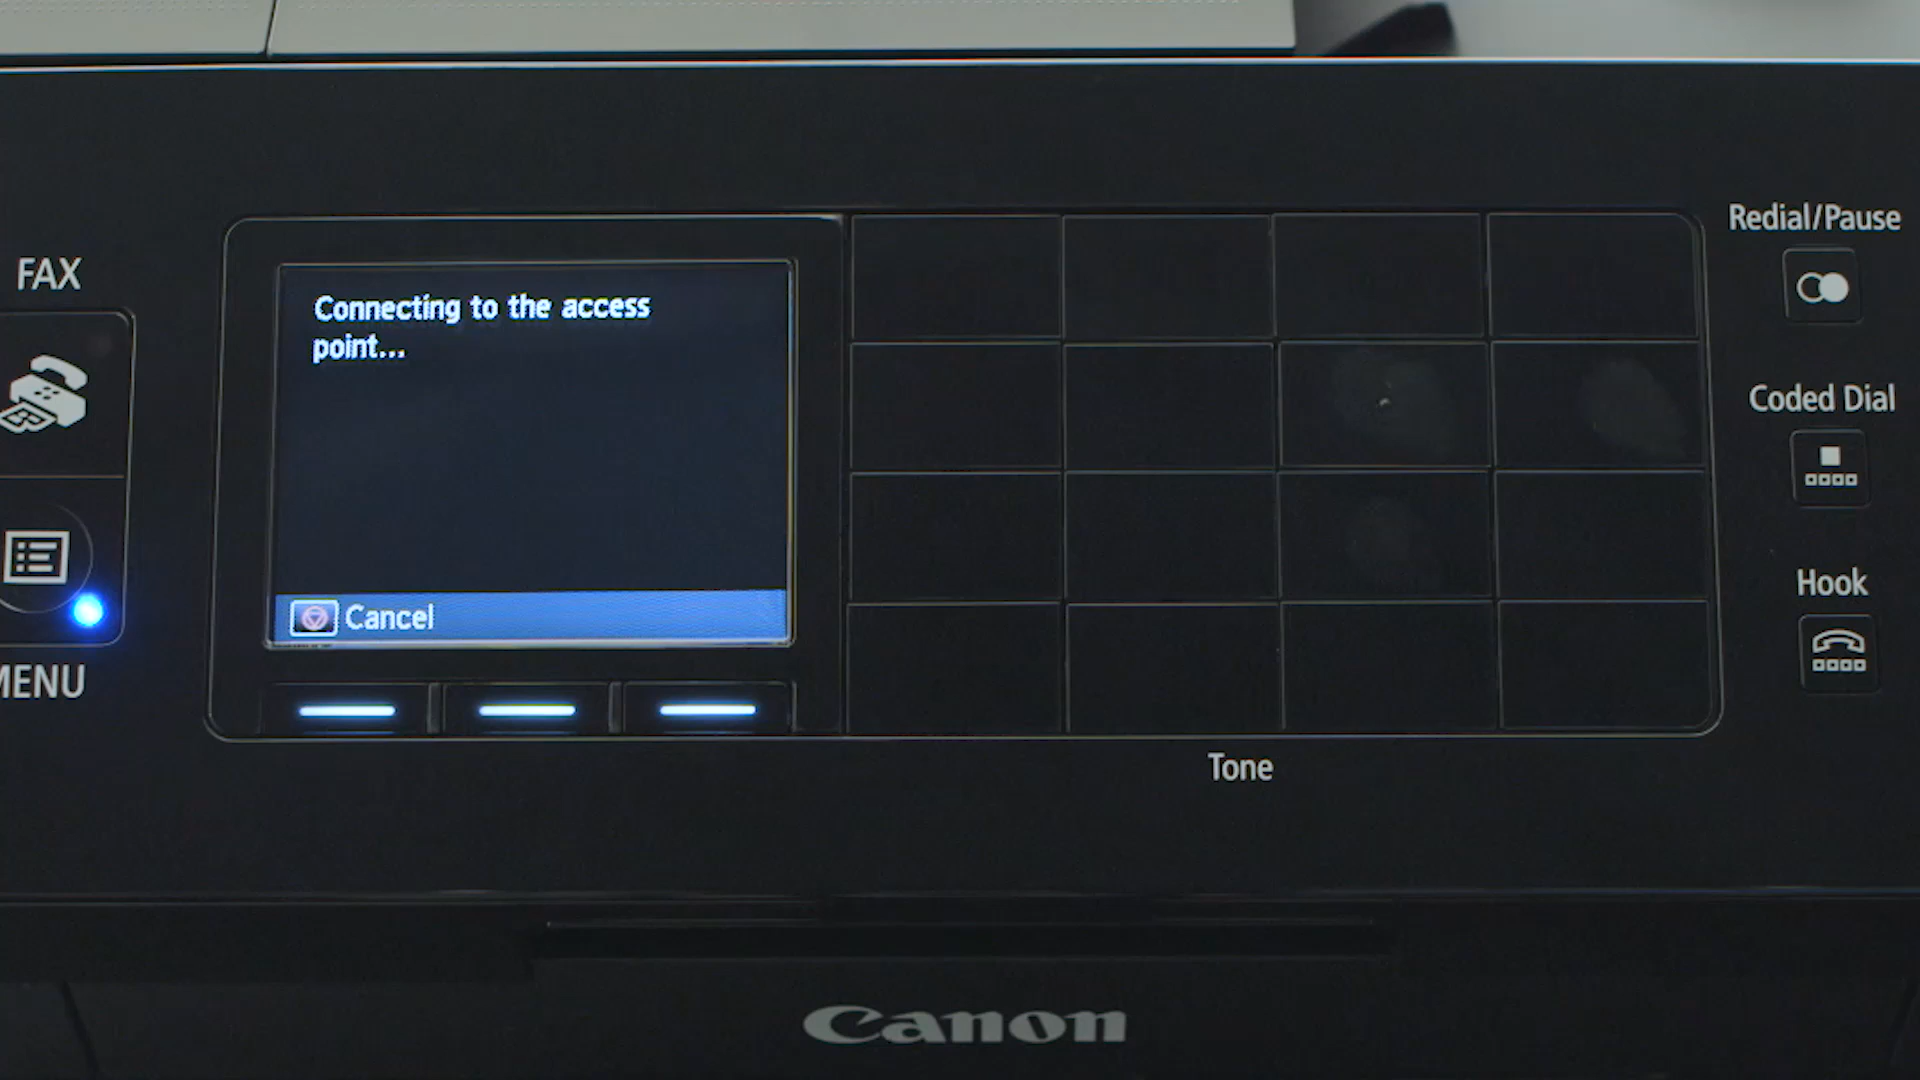 FAX
MENU
Connecting to the access
point...
Cancel
Redial/Pause
Coded Dial
Hook
Tone
Canon